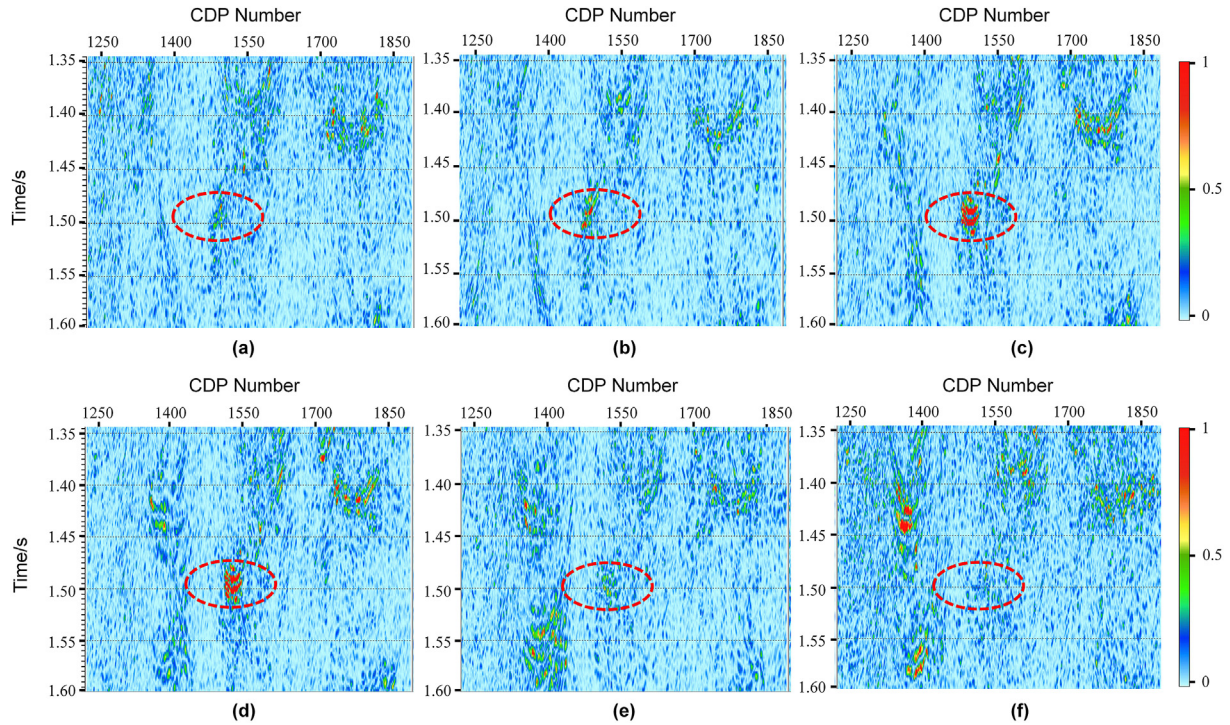 CDP Number CDP Number CDP Number
1250 1400 1550 1700 1850 1250 1400 1550 1700 1850 1250 1400 1550 1700 1850
1.35 1.35 1.35 1
1.40 1.40 1.40
1.45 1.45 1.45
Time/s 0.5
1.50 1.50 1.50
1.55 1.55 1.55
1.60 1.60 1.60 0
(a) (b) (c)
CDP Number CDP Number CDP Number
1250 1400 1530 1700 1850 1250 1400 1550 1700 1850 1250 1400 1550 1700 1850
1.35 1.35 1.35 1
1.40 1.40 1.40
1.45 1.45 1.45
Time/s 0.5
1.50 1.50 1.50
1.55 1.55 1.55
1.60 1.60 1.60 0
(d) (e) (f)